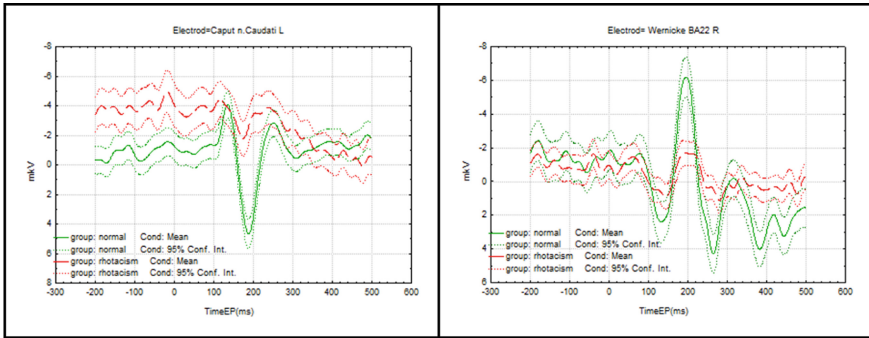 Electrod=Caput n.Caudati L
-8
-6
-4
-2
0
2
4
6
8
mkV
group: normal Cond: Mean
group: normal Cond: 95% Conf. Int.
group: rhotacism Cond: Mean
group: rhotacism Cond: 95% Conf. Int.
-300 -200 -100 0 100 200 300 400 500 600
TimeEP(ms)
Electrod= Wernicke BA22 R
-8
-6
-4
-2
0
2
4
6
mkV
group: normal Cond: Mean
group: normal Cond: 95% Conf. Int.
group: rhotacism Cond: Mean
group: rhotacism Cond: 95% Conf. Int.
-300 -200 -100 0 100 200 300 400 500 600
TimeEP(ms)